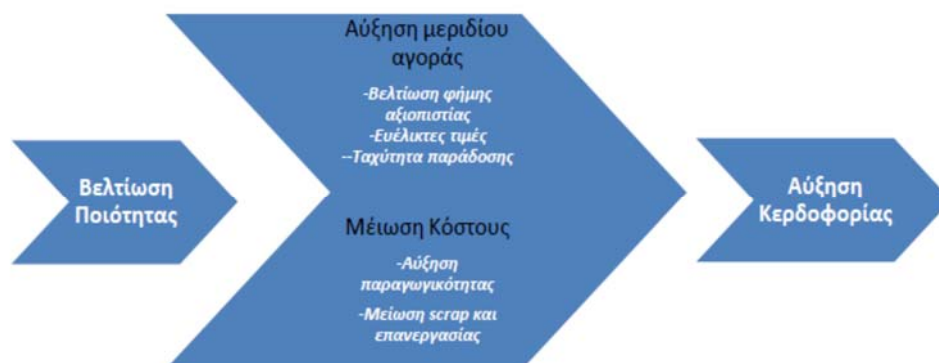 Βελτίωση
Ποιότητας
Αύξηση μεριδίου
αγοράς
-Βελτίωση φήμης
αξιοπιστίας
-Ευέλικτες τιμές
--Ταχύτητα παράδοσης
Μέιωση Κόστους
-Αύξηση
παραγωγικότητας
-Μείωση scrap και
επανεργασίας
Αύξηση
Κερδοφορίας